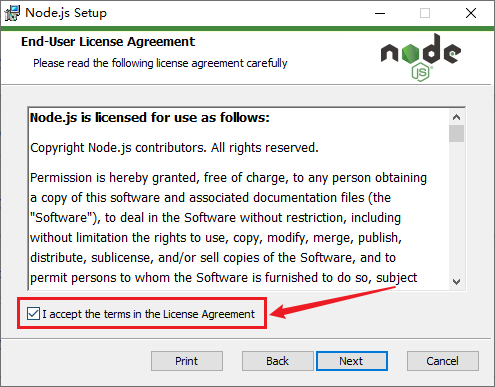 Node.js Setup
End-User License Agreement
Please read the following license agreement carefully
node
JS
Node.js is licensed for use as follows:
Copyright Node.js contributors. All rights reserved.
Permission is hereby granted, free of charge, to any person obtaining
a copy of this software and associated documentation files (the
"Software"), to deal in the Software without restriction, including
without limitation the rights to use, copy, modify, merge, publish,
distribute, sublicense, and/or sell copies of the Software, and to
permit persons to whom the Software is furnished to do so, subject
I accept the terms in the License Agreement
Print
Back
Next
Cancel